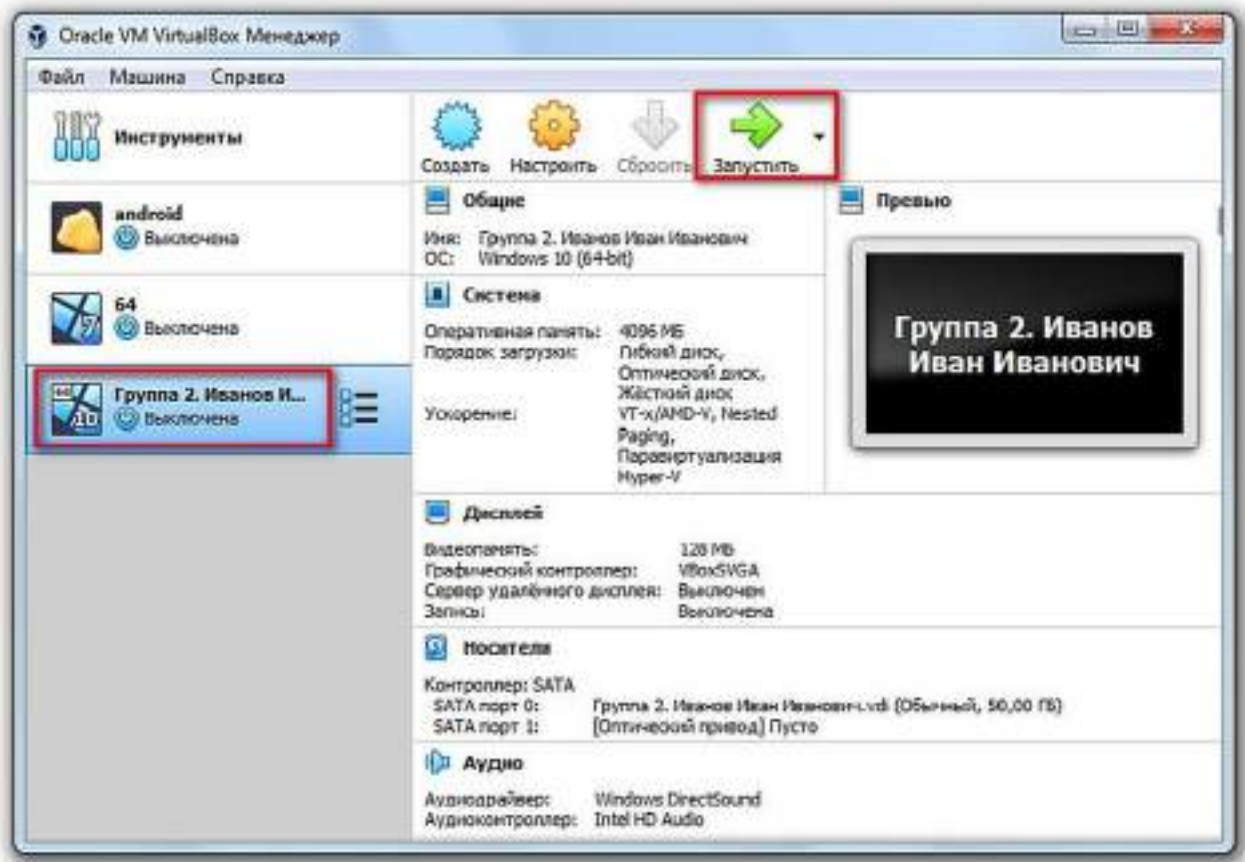 Oracle VM VirtualBox Менеджер
Файл Машина Справка
Инструменты
Создать Настроить Сбросить Запустить
android
Выключена
64
Выключена
Группа 2. Иванов И...
Выключена
Общие
Имя: Группа 2. Иванов Иван Иванович
ОС: Windows 10 (64-bit)
Система
Оперативная память: 4096 МБ
Порядок загрузки: Гибкий диск,
Оптический диск,
Жёсткий диск
Ускорение: VT-x/AMD-V, Nested
Paging,
Паравиртуализация
Hyper-V
Превью
Группа 2. Иванов
Иван Иванович
Дисплей
Видеопамять: 128 МБ
Графический контроллер: VBoxSVGA
Сервер удалённого дисплея: Выключен
Запись: Выключена
Носители
Контроллер: SATA
SATA порт 0: Группа 2. Иванов Иван Иванович.vdi (Обычный, 50,00 ГБ)
SATA порт 1: [Оптический привод] Пусто
Аудио
Аудиодрайвер: Windows DirectSound
Аудиоконтроллер: Intel HD Audio